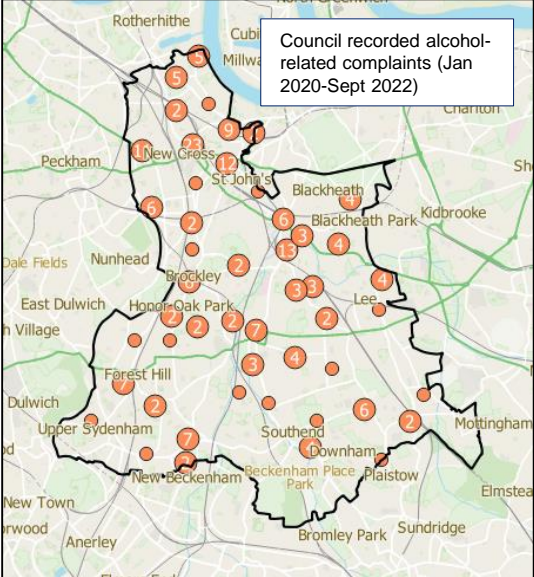 Rotherhithe
Council recorded alcohol-
related complaints (Jan
2020-Sept 2022)
5
5
2
9
Charlton
23
New Cross
Peckham
12
St John's
Blackheath
4
6
Blackheath Park
Kidbrooke
6
2
3
4
13
Nunhead
Dale Fields
2
Brockley
4
6
3
3
East Dulwich
Honor Oak Park
Lee
2
2
2
2
7
h Village
3
4
Forest Hill
7
Dulwich
2
6
2
Mottingham
Upper Sydenham
7
Southend
Downham
New Beckenham
Beckenham Place
Park
Plaistow
New Town
rwood
Anerley
Bromley Park
Sundridge